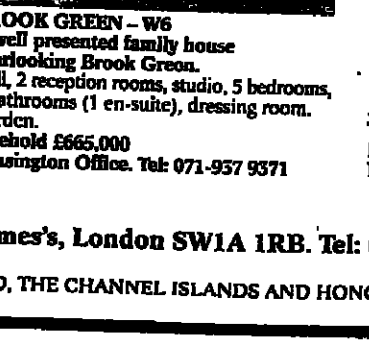 OOK GREEN – W6
well presented family house
rlooking Brook Green.
l, 2 reception rooms, studio, 5 bedrooms,
athrooms (1 en-suite), dressing room.
rden.
ehold £665,000
nsington Office. Tel: 071-937 9371
mes's, London SW1A 1RB. Tel:
O, THE CHANNEL ISLANDS AND HONG